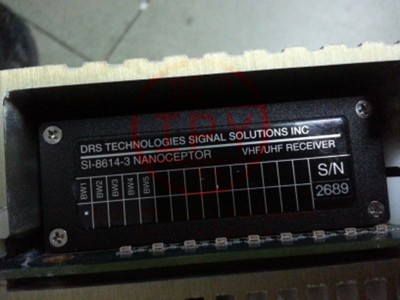 DRS TECHNOLOGIES SIGNAL SOLUTIONS INC
SI-8614-3 NANOCEPTOR VHF/UHF RECEIVER
BW1 BW2 BW3 BW4 BW5
S/N
2689